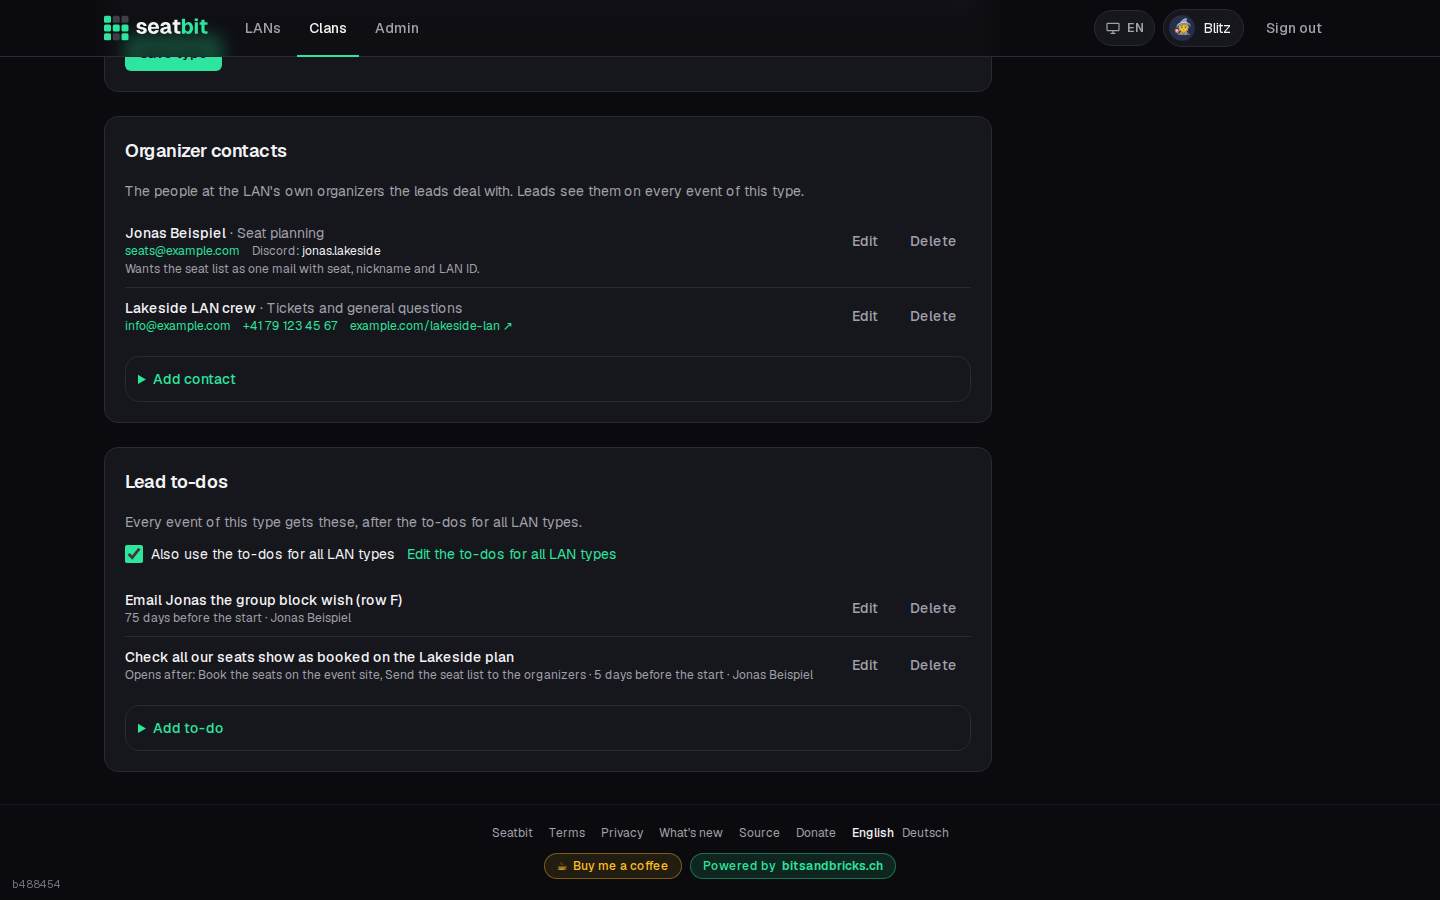 seatbit
LANs
Clans
Admin
EN
Blitz
Sign out
Organizer contacts
The people at the LAN's own organizers the leads deal with. Leads see them on every event of this type.
Jonas Beispiel · Seat planning
seats@example.com Discord: jonas.lakeside
Wants the seat list as one mail with seat, nickname and LAN ID.
Edit
Delete
Lakeside LAN crew · Tickets and general questions
info@example.com +41 79 123 45 67 example.com/lakeside-lan ↗
Edit
Delete
Add contact
Lead to-dos
Every event of this type gets these, after the to-dos for all LAN types.
Also use the to-dos for all LAN types Edit the to-dos for all LAN types
Email Jonas the group block wish (row F)
75 days before the start · Jonas Beispiel
Edit
Delete
Check all our seats show as booked on the Lakeside plan
Opens after: Book the seats on the event site, Send the seat list to the organizers · 5 days before the start · Jonas Beispiel
Edit
Delete
Add to-do
Seatbit Terms Privacy What's new Source Donate English Deutsch
Buy me a coffee
Powered by bitsandbricks.ch
b488454